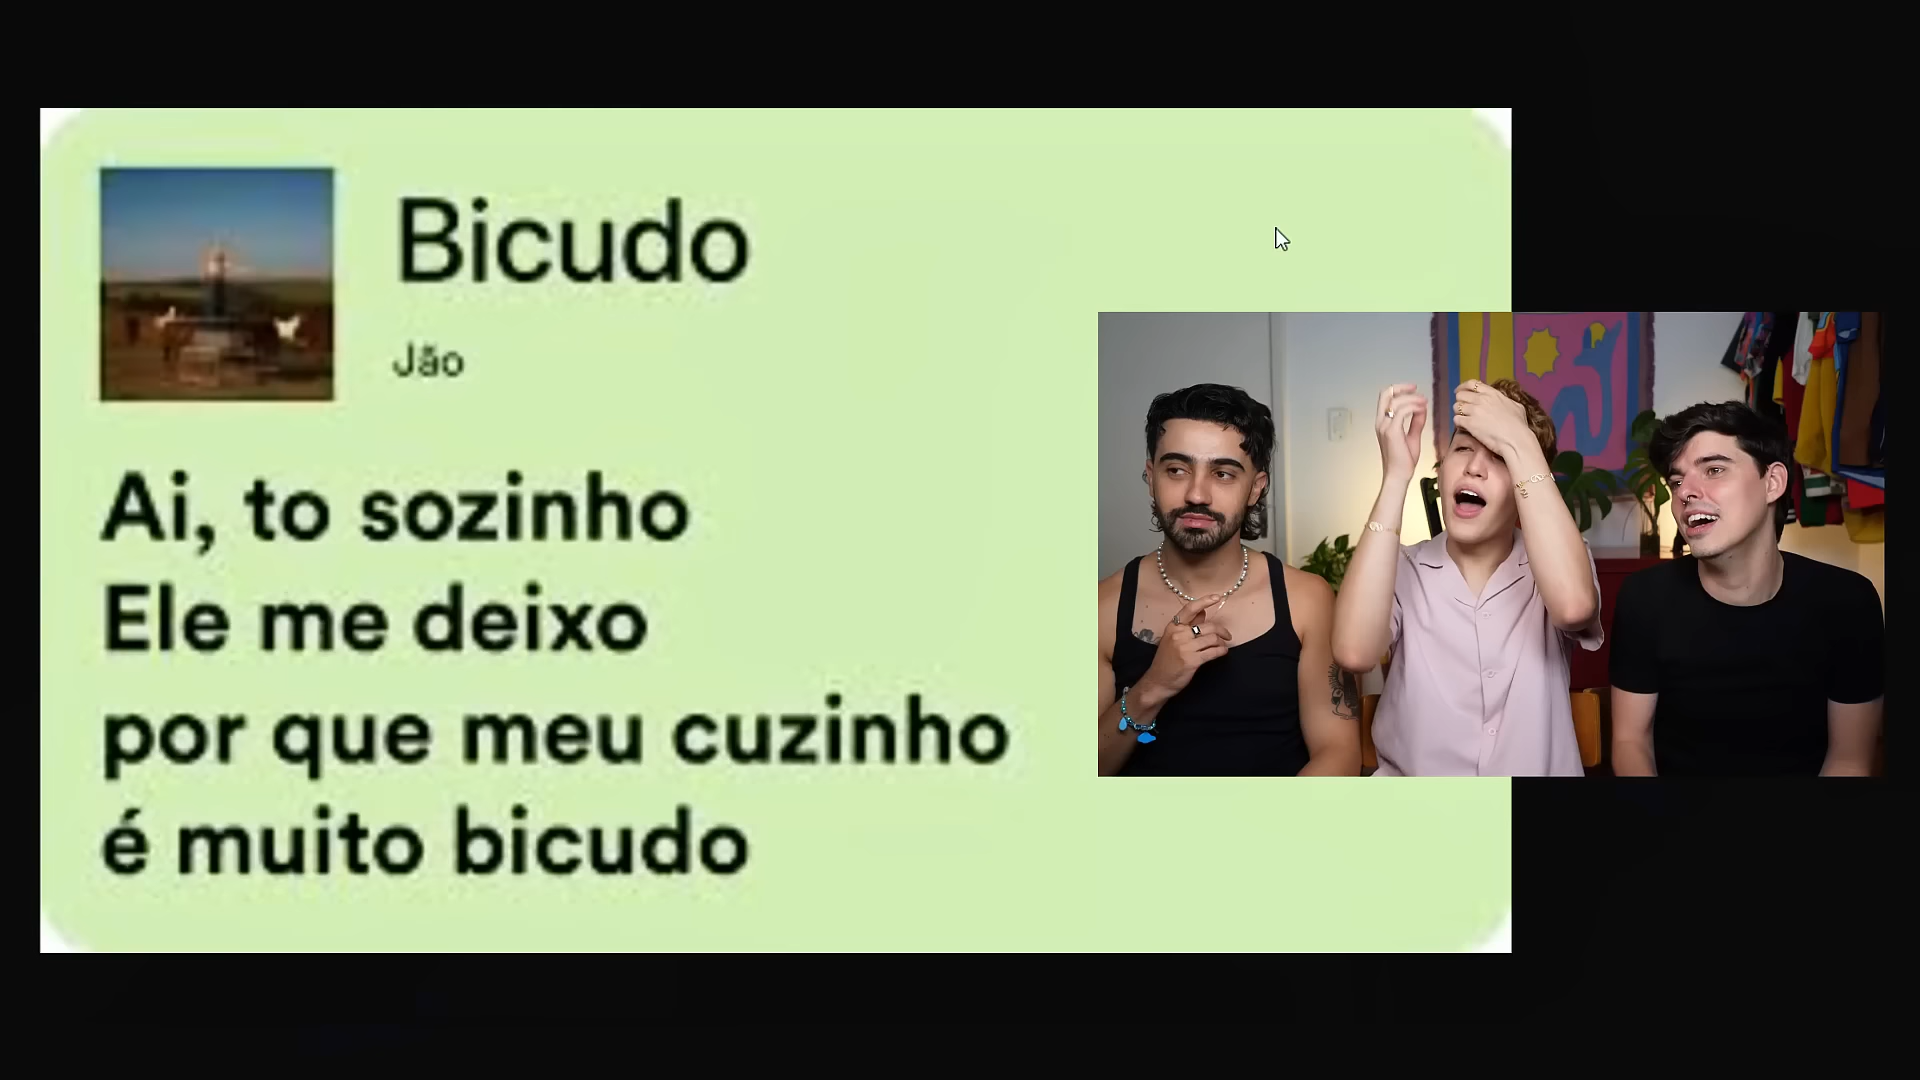 Bicudo
Jão
Ai, to sozinho
Ele me deixo
por que meu cuzinho
é muito bicudo